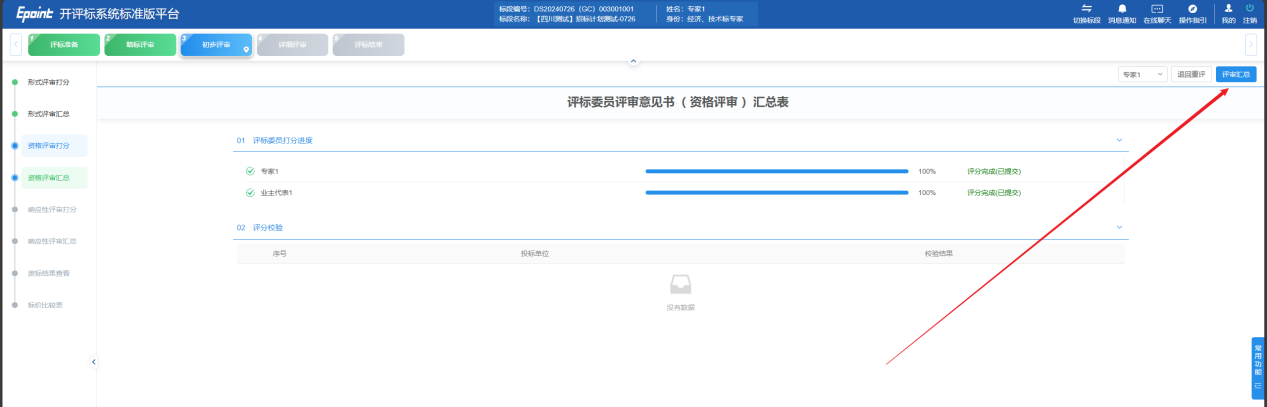 Epoint 开评标系统标准版平台
标段编号：DS20240726（GC）003001001
标段名称：【四川测试】招标计划测试-0726
姓名：专家1
身份：经济、技术标专家
切换标段 消息通知 在线聊天 操作指引 我的 注销
1 评标准备
2 暗标评审
3 初步评审
4 详细评审
5 评标结果
专家1 退回重评 评审汇总
形式评审打分
形式评审汇总
资格评审打分
资格评审汇总
响应性评审打分
响应性评审汇总
废标结果查看
标价比较表
评标委员评审意见书（ 资格评审 ）汇总表
01 评标委员打分进度
专家1 100% 评分完成(已提交)
业主代表1 100% 评分完成(已提交)
02 评分校验
序号 投标单位 校验结果
没有数据
常用功能